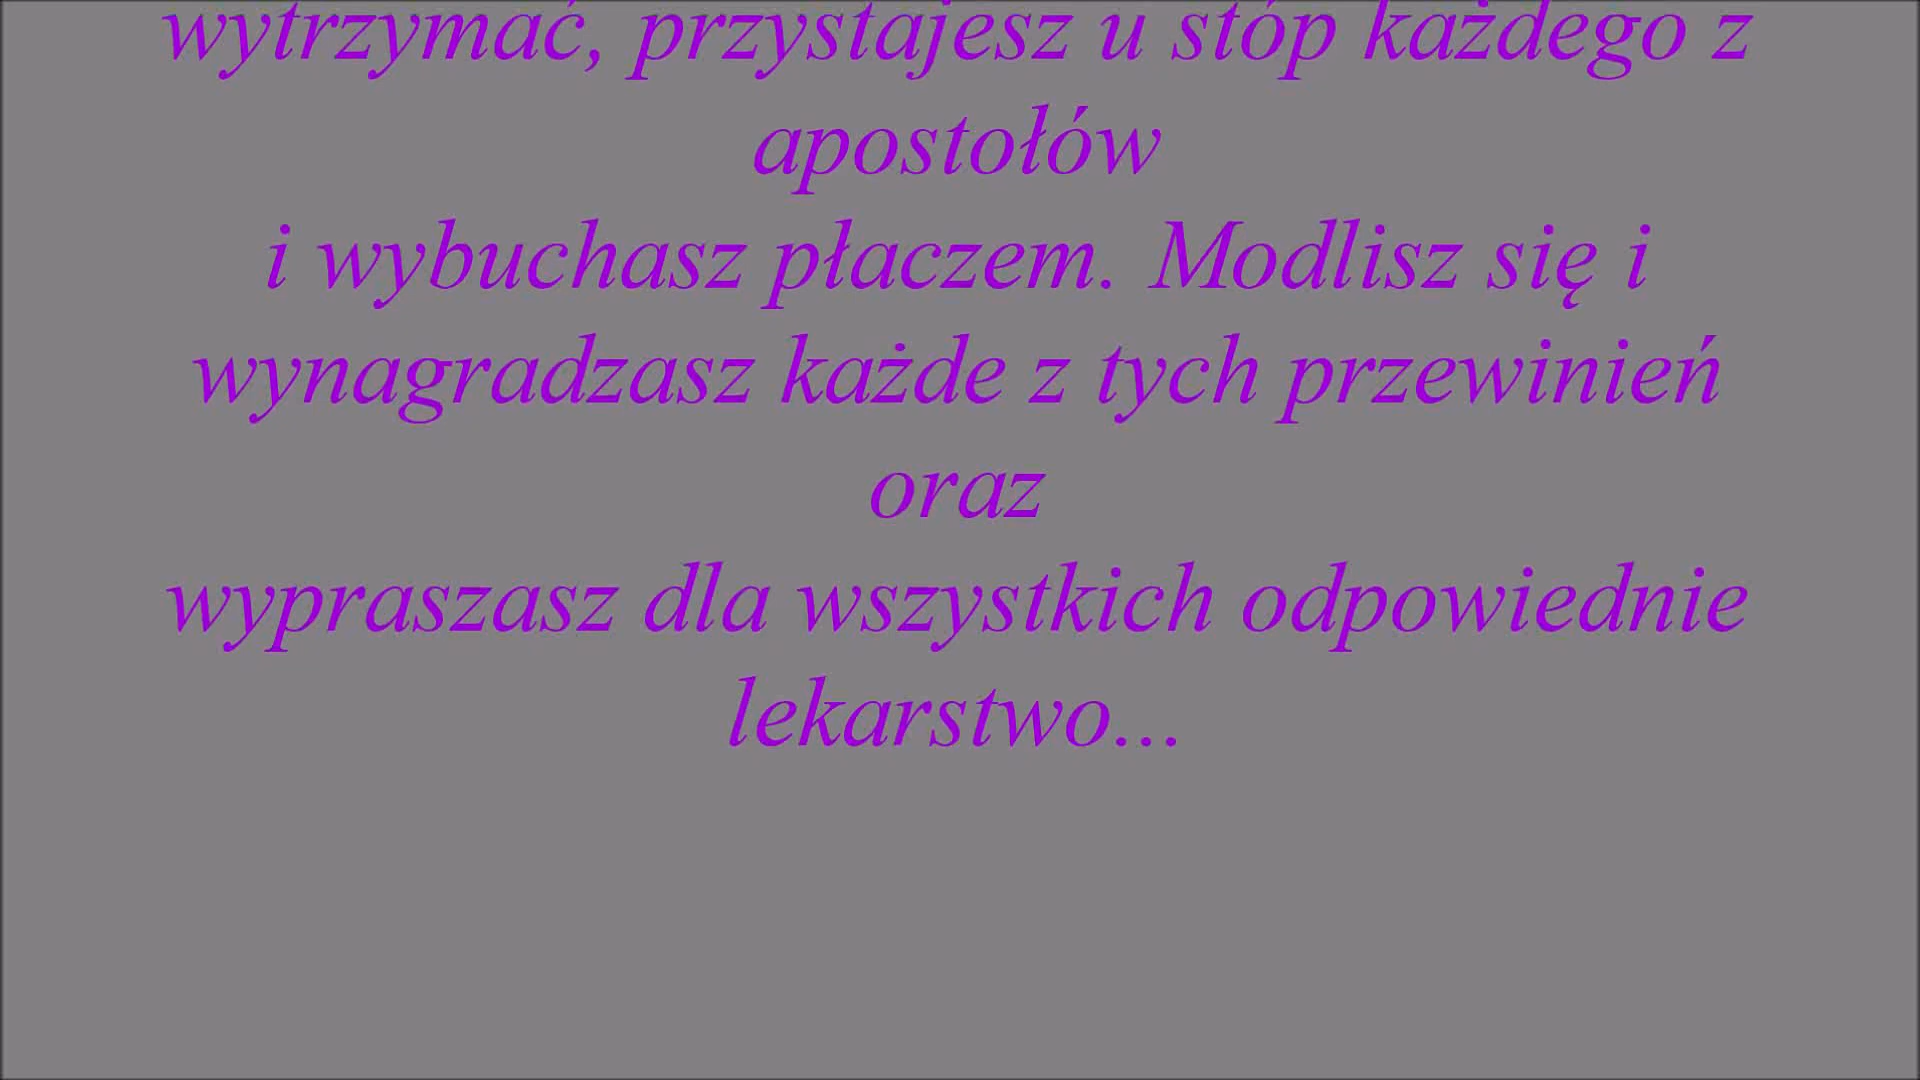 wytrzymać, przystajesz u stóp każdego z
apostołów
i wybuchasz płaczem. Modlisz się i
wynagradzasz każde z tych przewinień
oraz
wypraszasz dla wszystkich odpowiednie
lekarstwo...